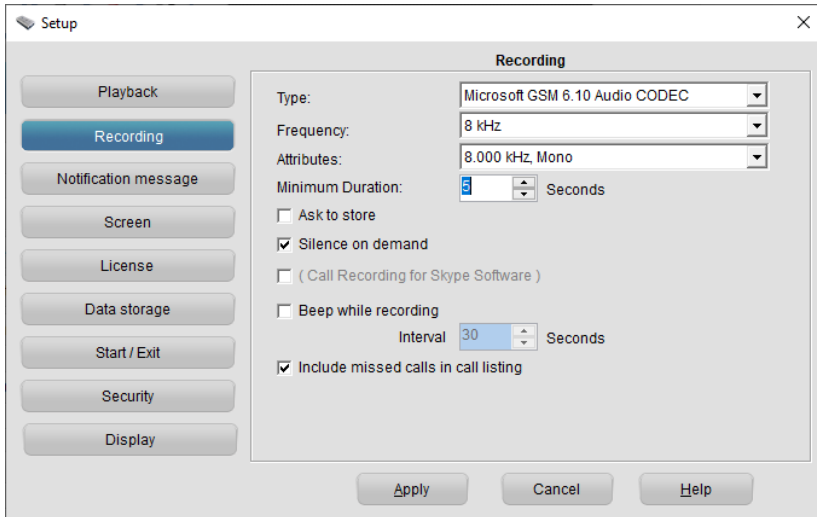 Setup
Recording
Playback
Recording
Notification message
Screen
License
Data storage
Start / Exit
Security
Display
Type: Microsoft GSM 6.10 Audio CODEC
Frequency: 8 kHz
Attributes: 8.000 kHz, Mono
Minimum Duration: 5 Seconds
Ask to store
Silence on demand
( Call Recording for Skype Software )
Beep while recording
Interval 30 Seconds
Include missed calls in call listing
Apply Cancel Help